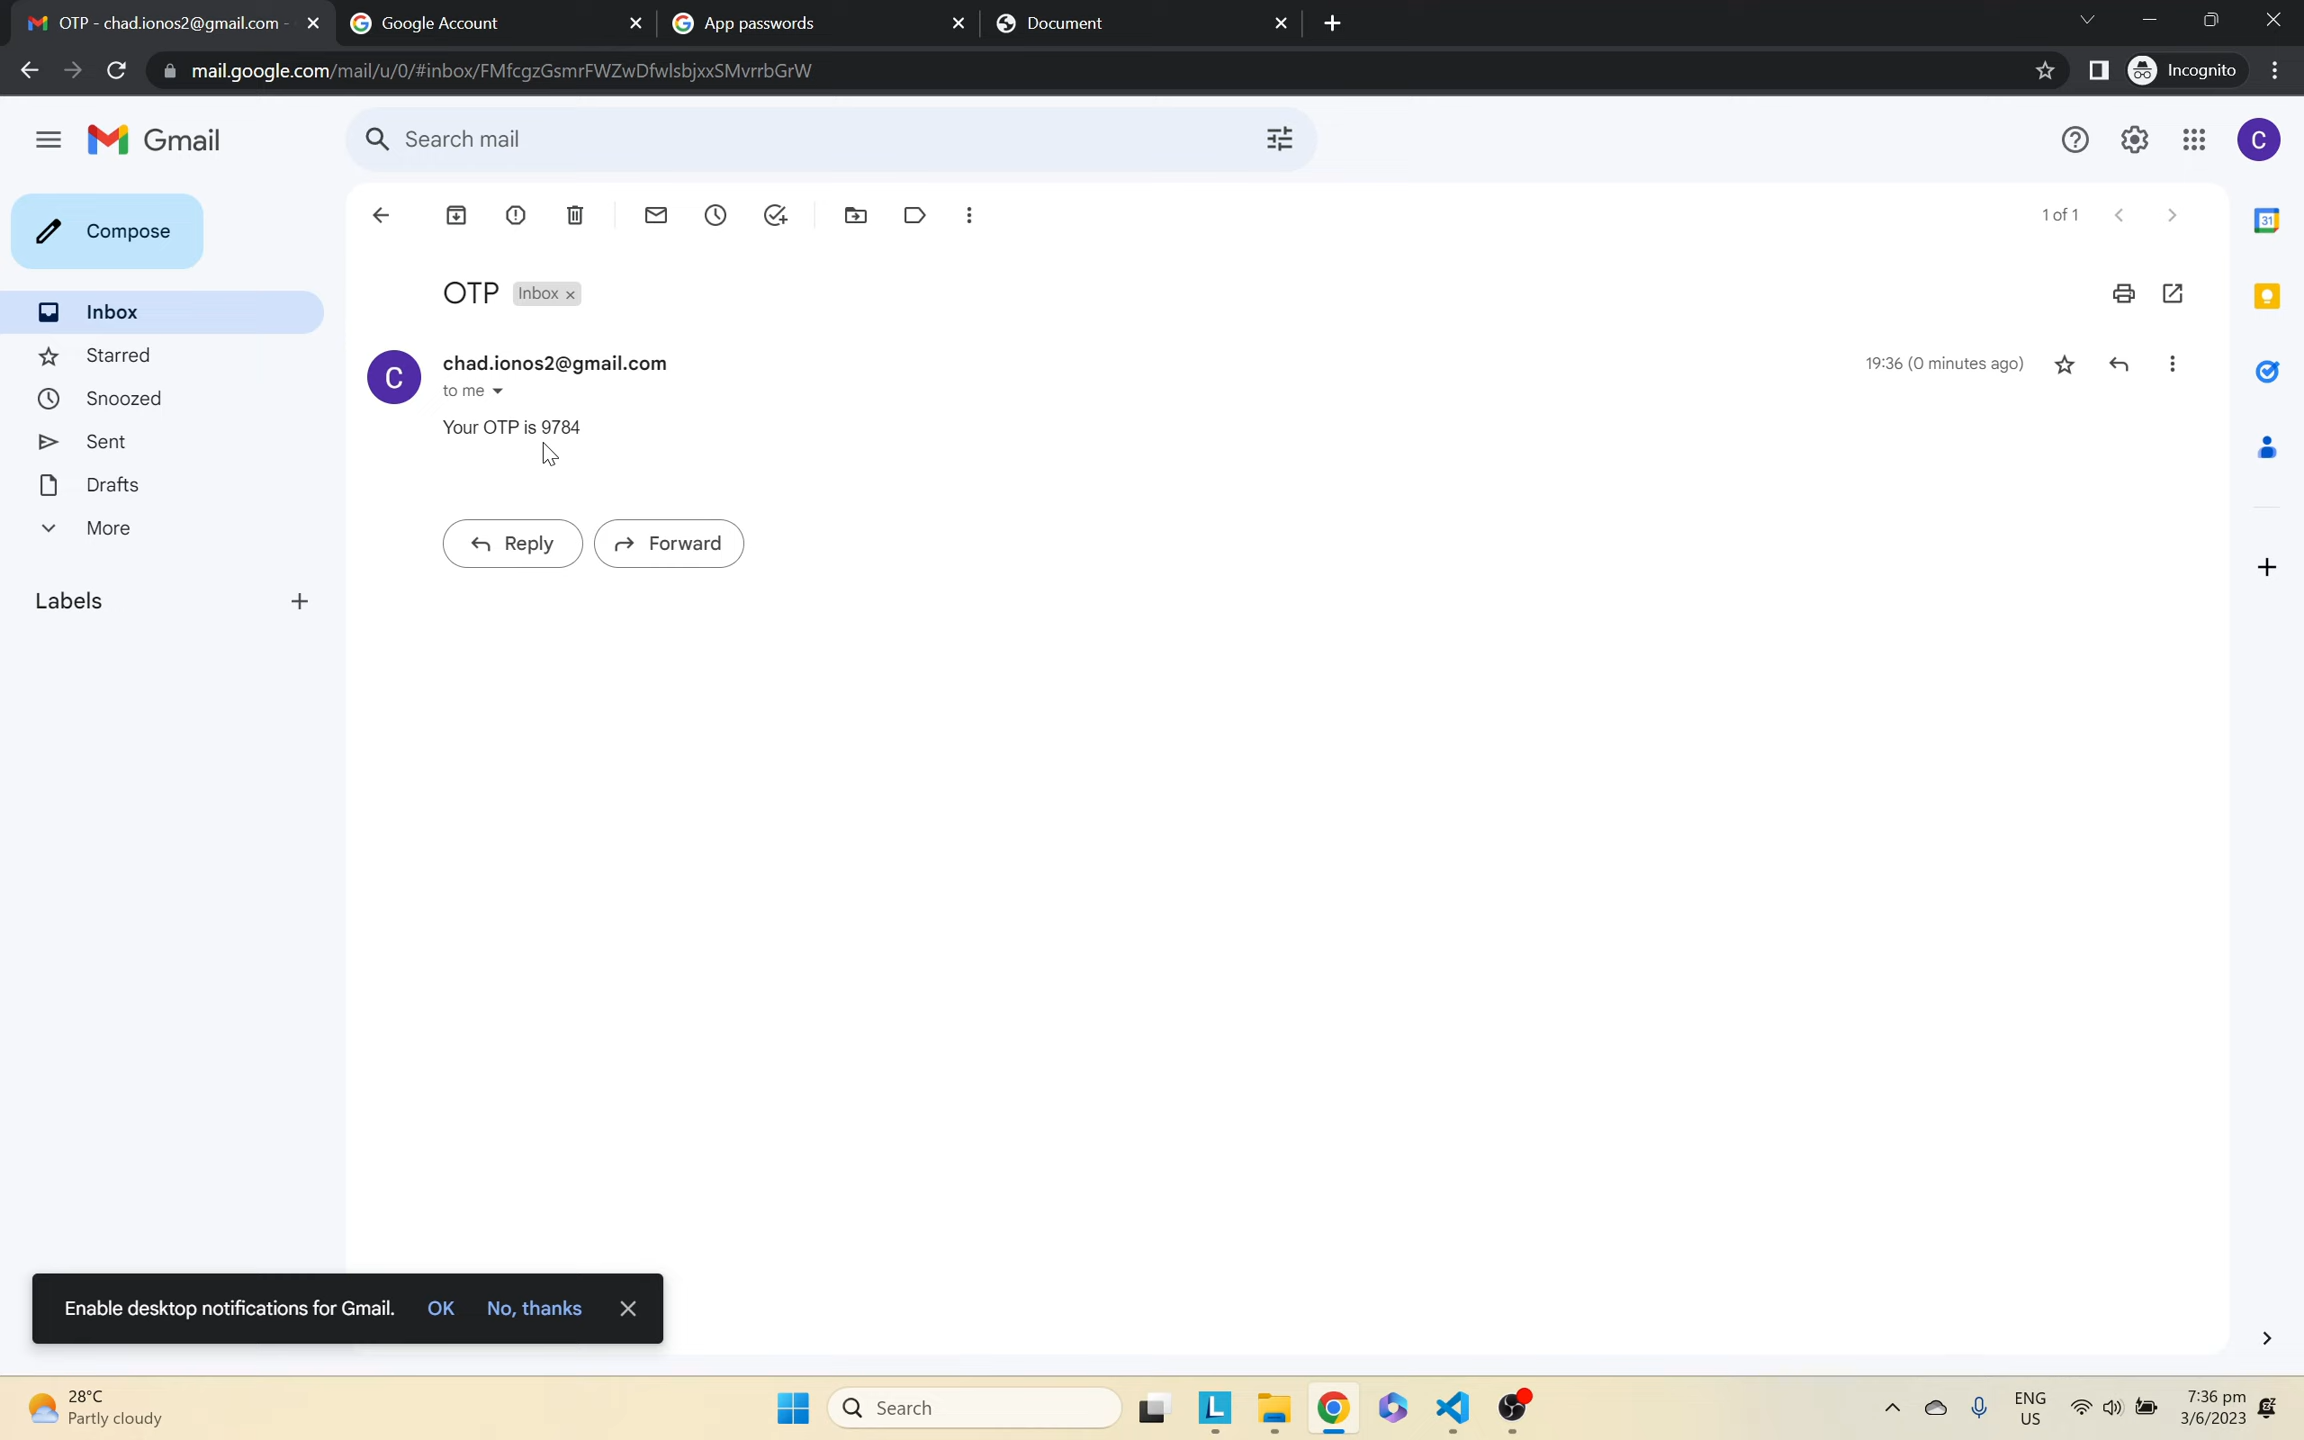 OTP - chad.ionos2@gmail.com -
Google Account
App passwords
Document
mail.google.com/mail/u/0/#inbox/FMfcgzGsmrFWZwDfwlsbjxxSMvrrbGrW
Incognito
Gmail
Search mail
C
Compose
1 of 1
31
OTP Inbox
Inbox
Starred
Snoozed
Sent
Drafts
More
Labels
C
chad.ionos2@gmail.com
19:36 (0 minutes ago)
to me
Your OTP is 9784
Reply
Forward
Enable desktop notifications for Gmail. OK No, thanks
28°C
Partly cloudy
Search
L
ENG
US
7:36 pm
3/6/2023